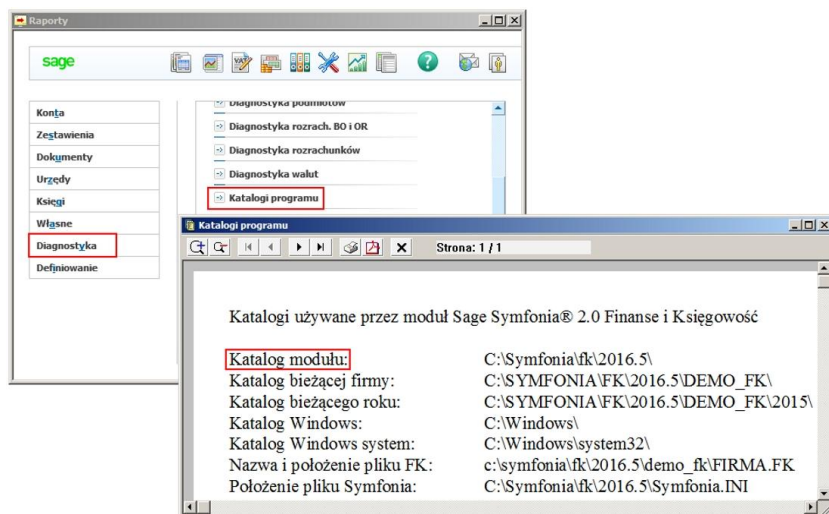 Raporty
sage
Konta
Zestawienia
Dokumenty
Urzędy
Księgi
Własne
Diagnostyka
Definiowanie
Diagnostyka podmiotów
Diagnostyka rozrach. BO i OR
Diagnostyka rozrachunków
Diagnostyka walut
Katalogi programu
Katalogi programu
Strona: 1 / 1
Katalogi używane przez moduł Sage Symfonia® 2.0 Finanse i Księgowość
Katalog modułu: C:\Symfonia\fk\2016.5\
Katalog bieżącej firmy: C:\SYMFONIA\FK\2016.5\DEMO_FK\
Katalog bieżącego roku: C:\SYMFONIA\FK\2016.5\DEMO_FK\2015\
Katalog Windows: C:\Windows\
Katalog Windows system: C:\Windows\system32\
Nazwa i położenie pliku FK: c:\symfonia\fk\2016.5\demo_fk\FIRMA.FK
Położenie pliku Symfonia: C:\Symfonia\fk\2016.5\Symfonia.INI